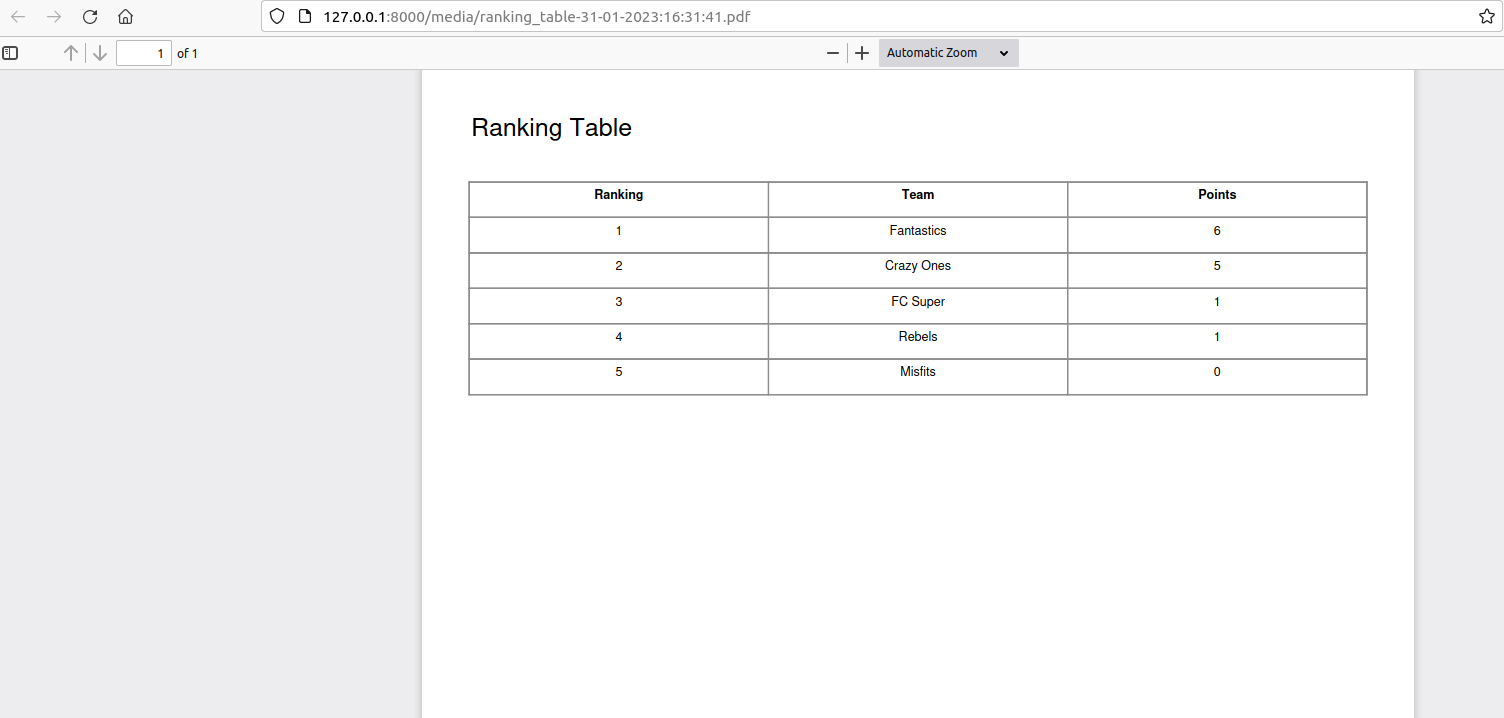 127.0.0.1:8000/media/ranking_table-31-01-2023:16:31:41.pdf
1 of 1 Automatic Zoom
Ranking Table
Ranking Team Points
1 Fantastics 6
2 Crazy Ones 5
3 FC Super 1
4 Rebels 1
5 Misfits 0